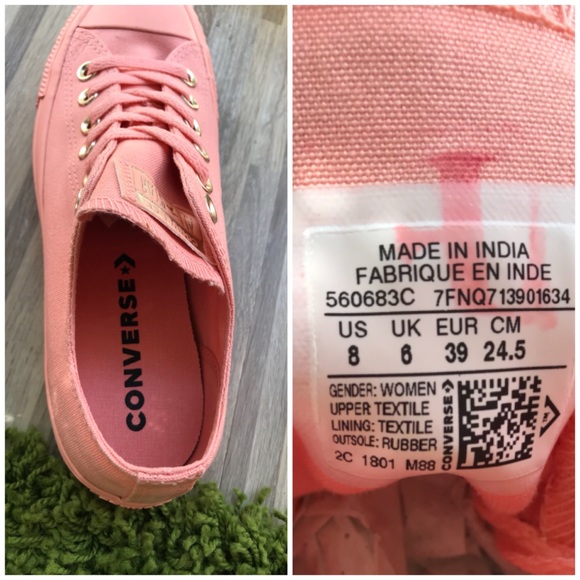 CONVERSE
MADE IN INDIA
FABRIQUE EN INDE
560683C 7FNQ713901634
US UK EUR CM
8 6 39 24.5
GENDER: WOMEN
UPPER: TEXTILE
LINING: TEXTILE
OUTSOLE: RUBBER
2C 1801 M88
CONVERSE